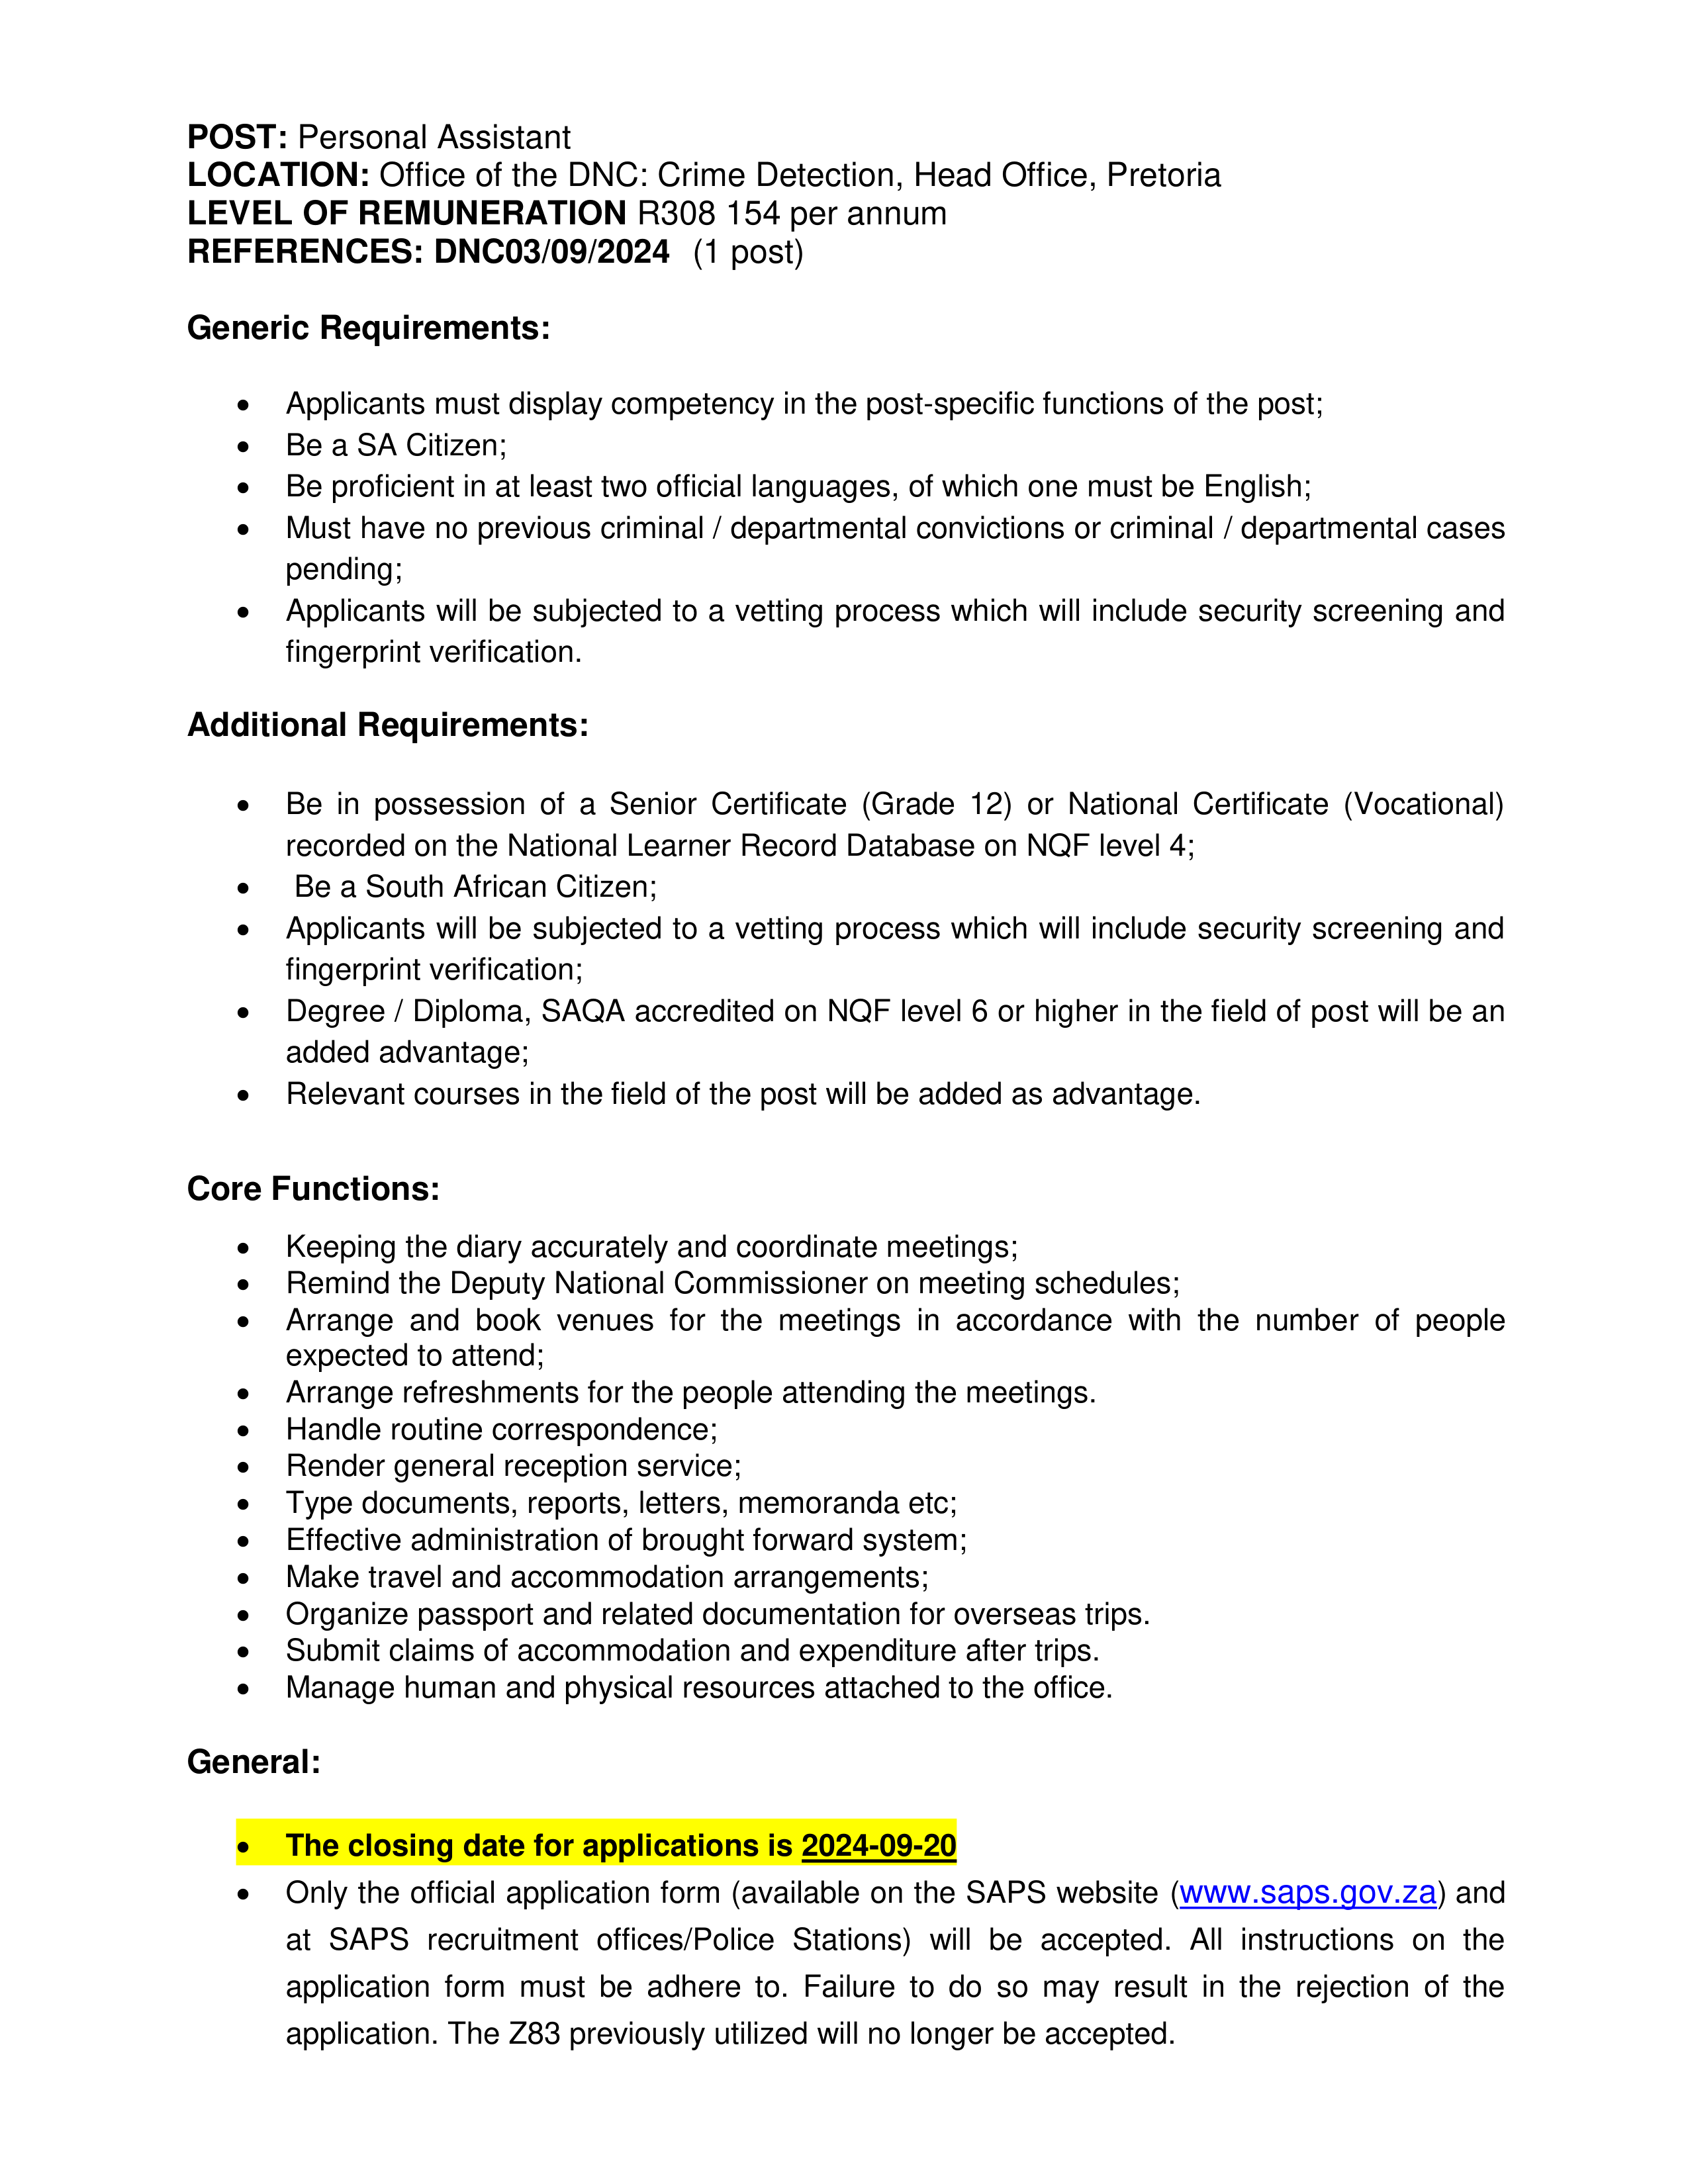 POST: Personal Assistant
LOCATION: Office of the DNC: Crime Detection, Head Office, Pretoria
LEVEL OF REMUNERATION R308 154 per annum
REFERENCES: DNC03/09/2024 (1 post)
Generic Requirements:
• Applicants must display competency in the post-specific functions of the post;
• Be a SA Citizen;
• Be proficient in at least two official languages, of which one must be English;
• Must have no previous criminal / departmental convictions or criminal / departmental cases
pending;
• Applicants will be subjected to a vetting process which will include security screening and
fingerprint verification.
Additional Requirements:
• Be in possession of a Senior Certificate (Grade 12) or National Certificate (Vocational)
recorded on the National Learner Record Database on NQF level 4;
• Be a South African Citizen;
• Applicants will be subjected to a vetting process which will include security screening and
fingerprint verification;
• Degree / Diploma, SAQA accredited on NQF level 6 or higher in the field of post will be an
added advantage;
• Relevant courses in the field of the post will be added as advantage.
Core Functions:
• Keeping the diary accurately and coordinate meetings;
• Remind the Deputy National Commissioner on meeting schedules;
• Arrange and book venues for the meetings in accordance with the number of people
expected to attend;
• Arrange refreshments for the people attending the meetings.
• Handle routine correspondence;
• Render general reception service;
• Type documents, reports, letters, memoranda etc;
• Effective administration of brought forward system;
• Make travel and accommodation arrangements;
• Organize passport and related documentation for overseas trips.
• Submit claims of accommodation and expenditure after trips.
• Manage human and physical resources attached to the office.
General:
• The closing date for applications is 2024-09-20
• Only the official application form (available on the SAPS website (www.saps.gov.za) and
at SAPS recruitment offices/Police Stations) will be accepted. All instructions on the
application form must be adhere to. Failure to do so may result in the rejection of the
application. The Z83 previously utilized will no longer be accepted.